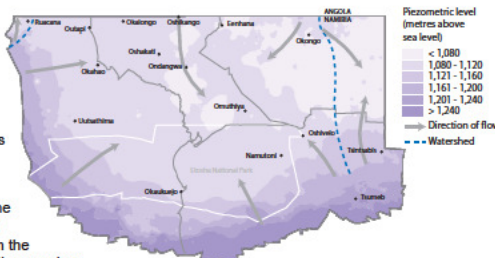 Ruacana
Outapi
Okalongo
Oshikango
Eenhana
ANGOLA
NAMIBIA
Okongo
Oshakati
Ondangwa
Okahao
Omuthiya
Uutsathima
Oshivelo
Tsintsabis
Namutoni
Etosha National Park
Okaukuejo
Tsumeb
Piezometric level
(metres above
sea level)
< 1,080
1,080 - 1,120
1,121 - 1,160
1,161 - 1,200
1,201 - 1,240
> 1,240
Direction of flow
Watershed
s
ne
n the